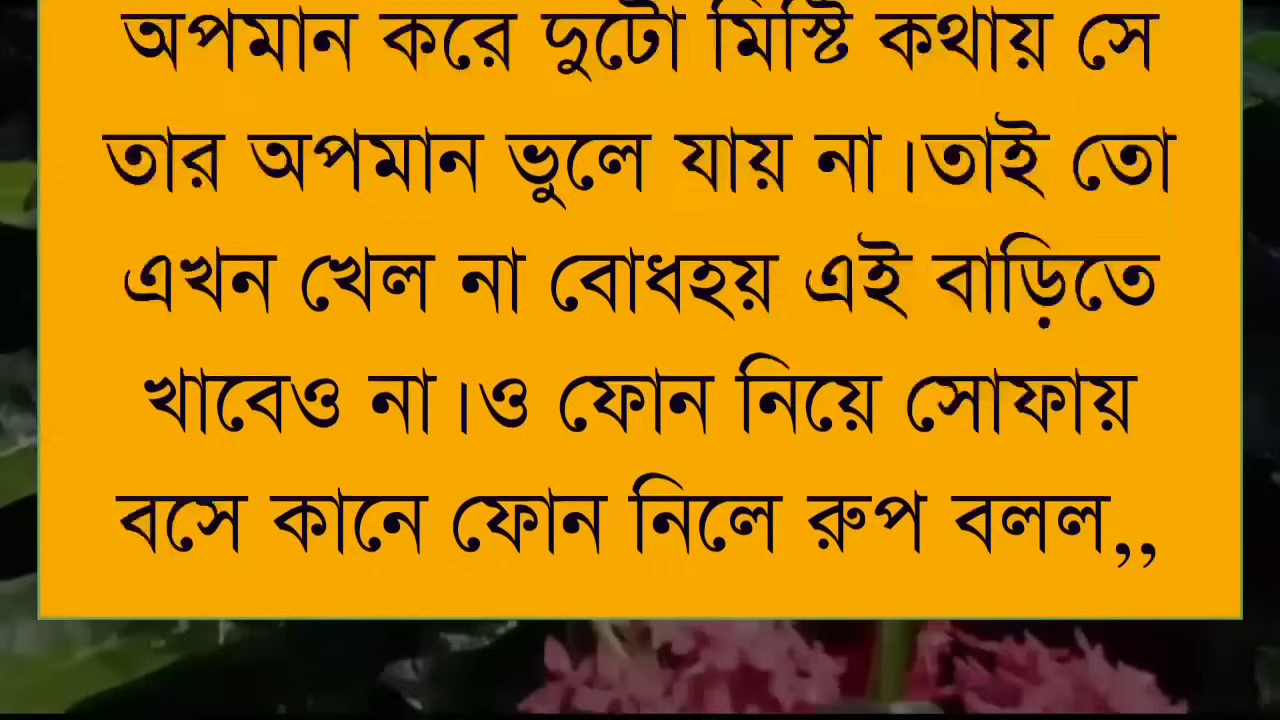 অপমান করে দুটো মিস্টি কথায় সে
তার অপমান ভুলে যায় না।তাই তো
এখন খেল না বোধহয় এই বাড়িতে
খাবেও না।ও ফোন নিয়ে সোফায়
বসে কানে ফোন নিলে রুপ বলল,,